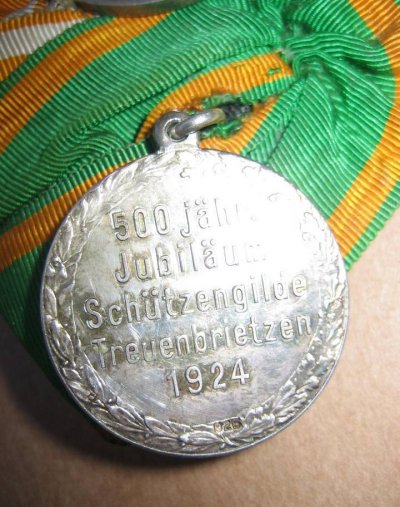 500 jähr.
Jubiläum
Schützengilde
Treuenbrietzen
1924